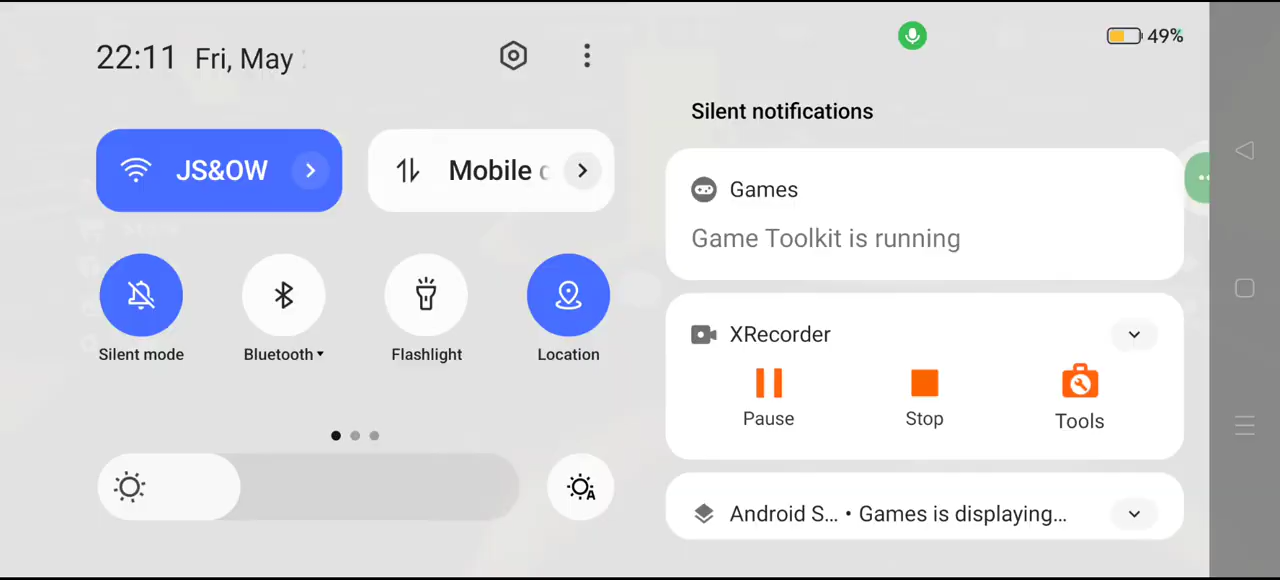 22:11 Fri, May
49%
JS&OW
Mobile
Silent mode
Bluetooth
Flashlight
Location
Silent notifications
Games
Game Toolkit is running
XRecorder
Pause
Stop
Tools
Android S... • Games is displaying...